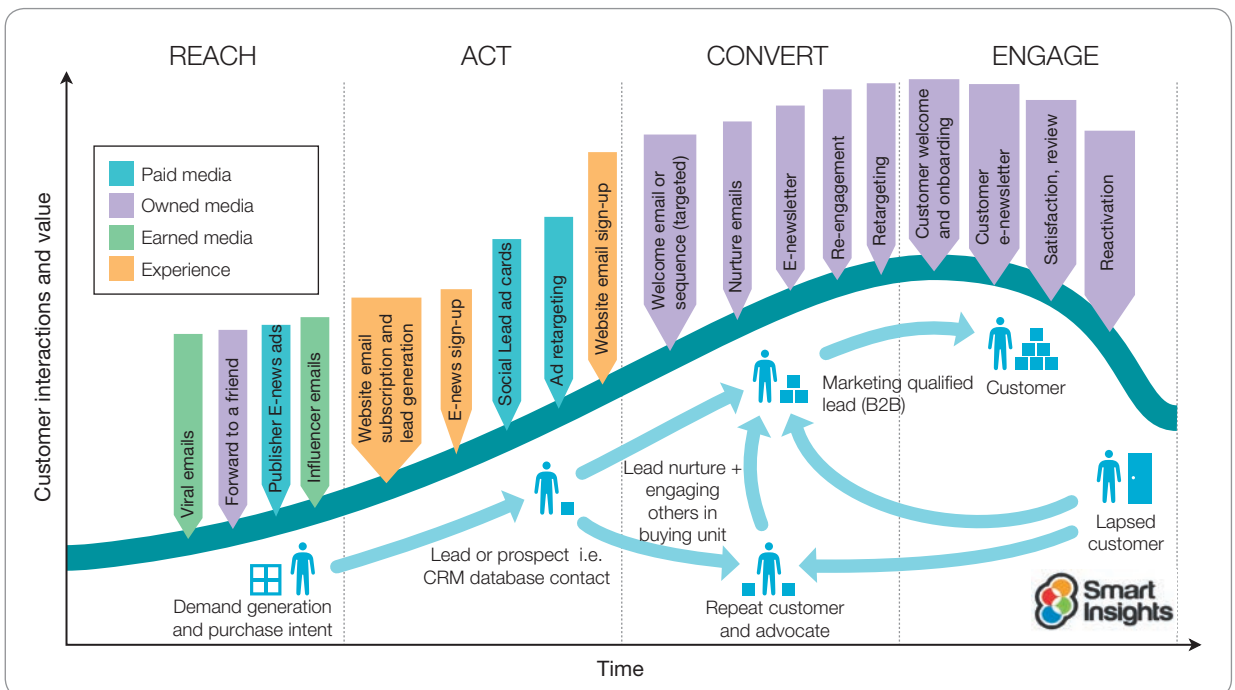 REACH
ACT
CONVERT
ENGAGE
Customer interactions and value
Paid media
Owned media
Earned media
Experience
Viral emails
Forward to a friend
Publisher E-news ads
Influencer emails
Website email
subscription and
lead generation
E-news sign-up
Social Lead ad cards
Ad retargeting
Website email sign-up
Welcome email or
sequence (targeted)
Nurture emails
E-newsletter
Re-engagement
Retargeting
Customer welcome
and onboarding
Customer
e-newsletter
Satisfaction, review
Reactivation
Demand generation
and purchase intent
Lead or prospect i.e.
CRM database contact
Lead nurture +
engaging
others in
buying unit
Marketing qualified
lead (B2B)
Customer
Repeat customer
and advocate
Lapsed
customer
Smart
Insights
Time